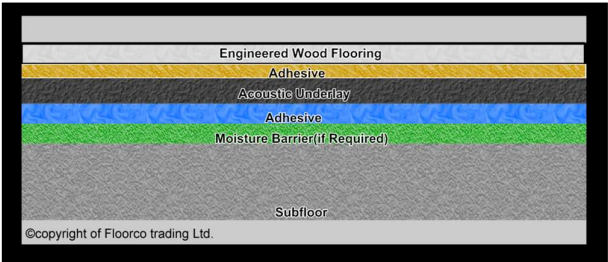 Engineered Wood Flooring
Adhesive
Acoustic Underlay
Adhesive
Moisture Barrier(if Required)
Subfloor
©copyright of Floorco trading Ltd.